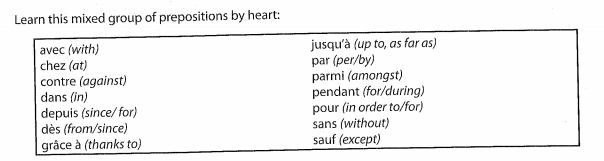 Learn this mixed group of prepositions by heart:
avec (with)
chez (at)
contre (against)
dans (in)
depuis (since/ for)
dès (from/since)
grâce à (thanks to)
jusqu'à (up to, as far as)
par (per/by)
parmi (amongst)
pendant (for/during)
pour (in order to/for)
sans (without)
sauf (except)